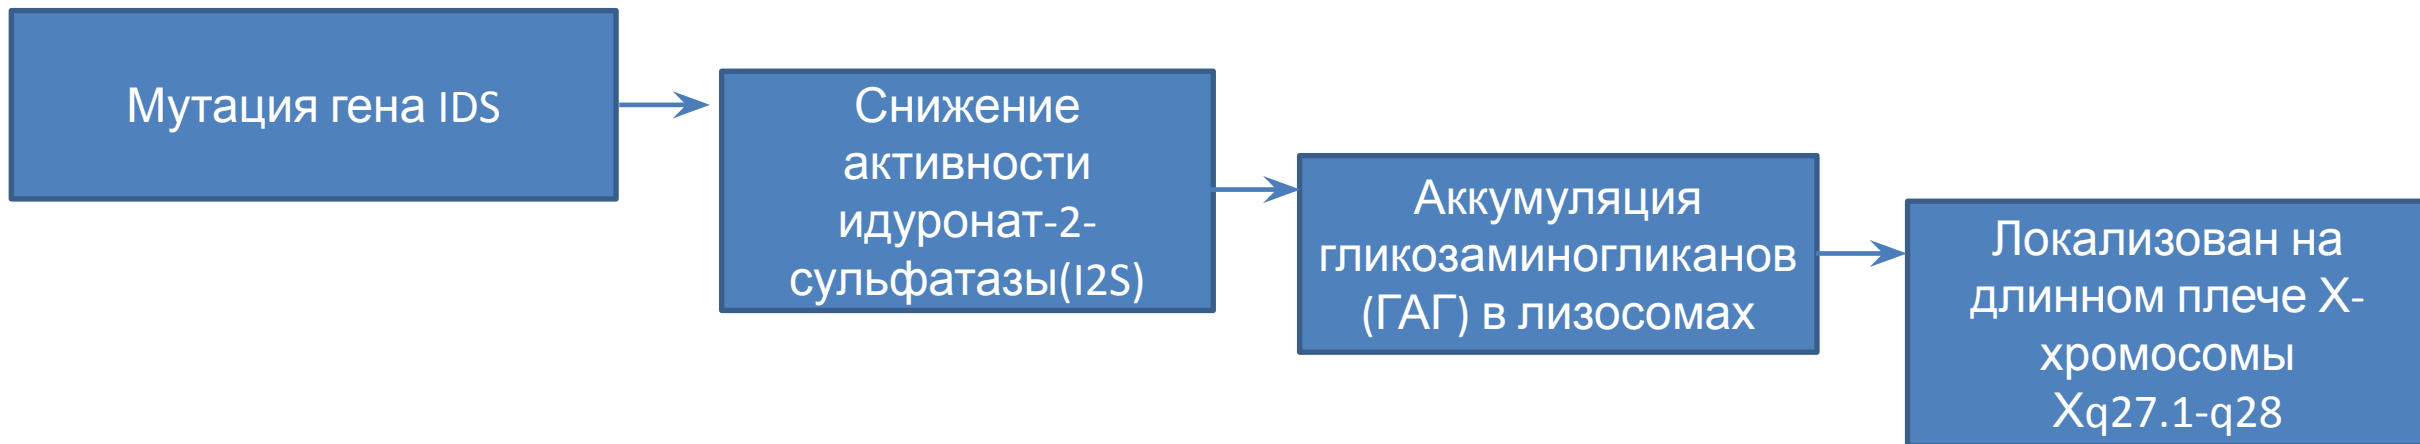 Мутация гена IDS
Снижение
активности
идуронат-2-
сульфатазы(I2S)
Аккумуляция
гликозаминогликанов
(ГАГ) в лизосомах
Локализован на
длинном плече Х-
хромосомы
Xq27.1-q28